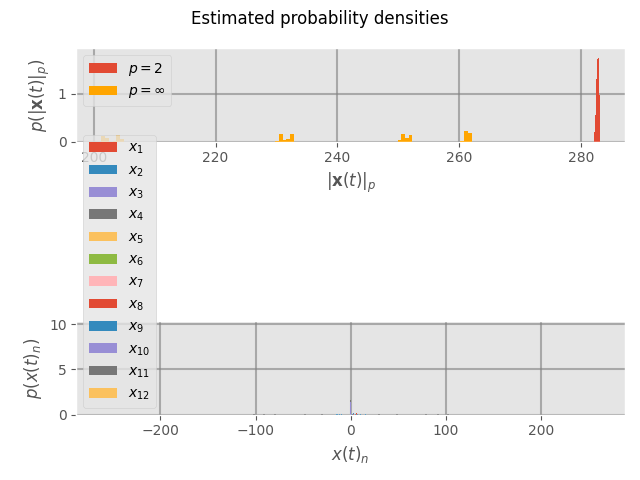 Estimated probability densities
p(|x(t)|_p)
p = 2
p = ∞
1
0
200
220
240
260
280
|x(t)|_p
x_1
x_2
x_3
x_4
x_5
x_6
x_7
x_8
x_9
x_10
x_11
x_12
p(x(t)_n)
10
5
0
−200
−100
0
100
200
x(t)_n